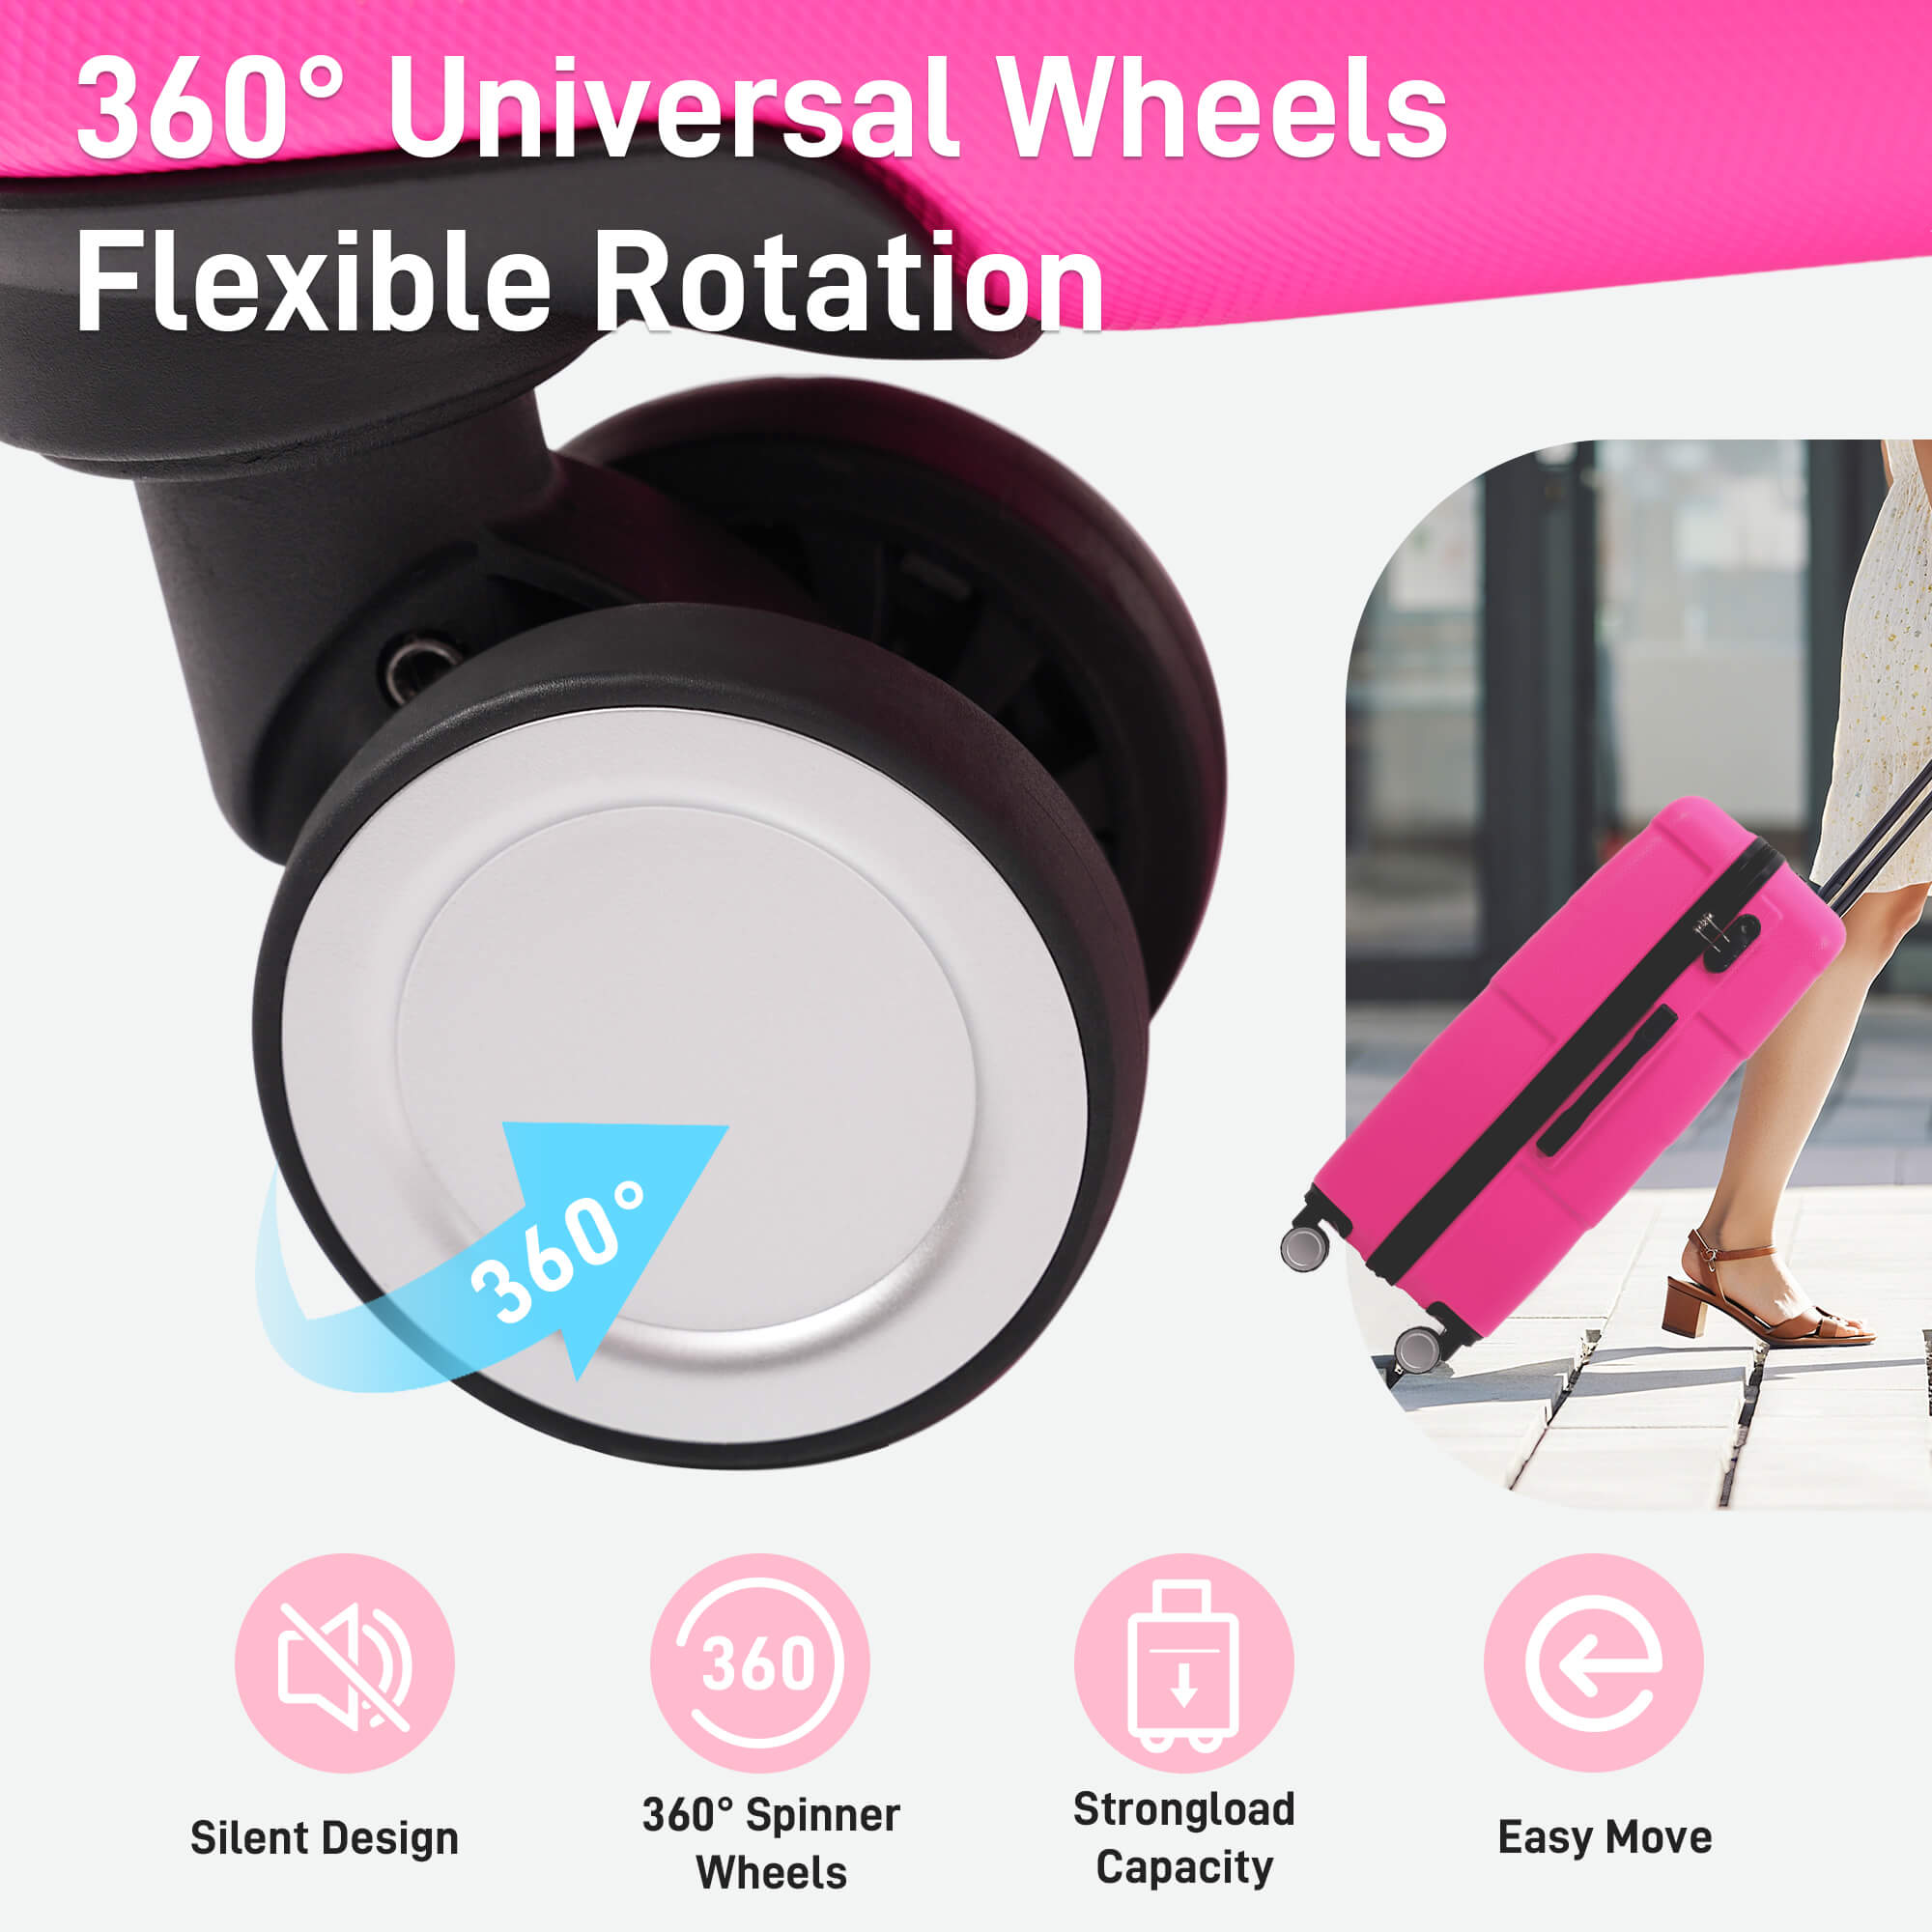 360° Universal Wheels
Flexible Rotation
360°
360
Silent Design
360° Spinner
Wheels
Strongload
Capacity
Easy Move